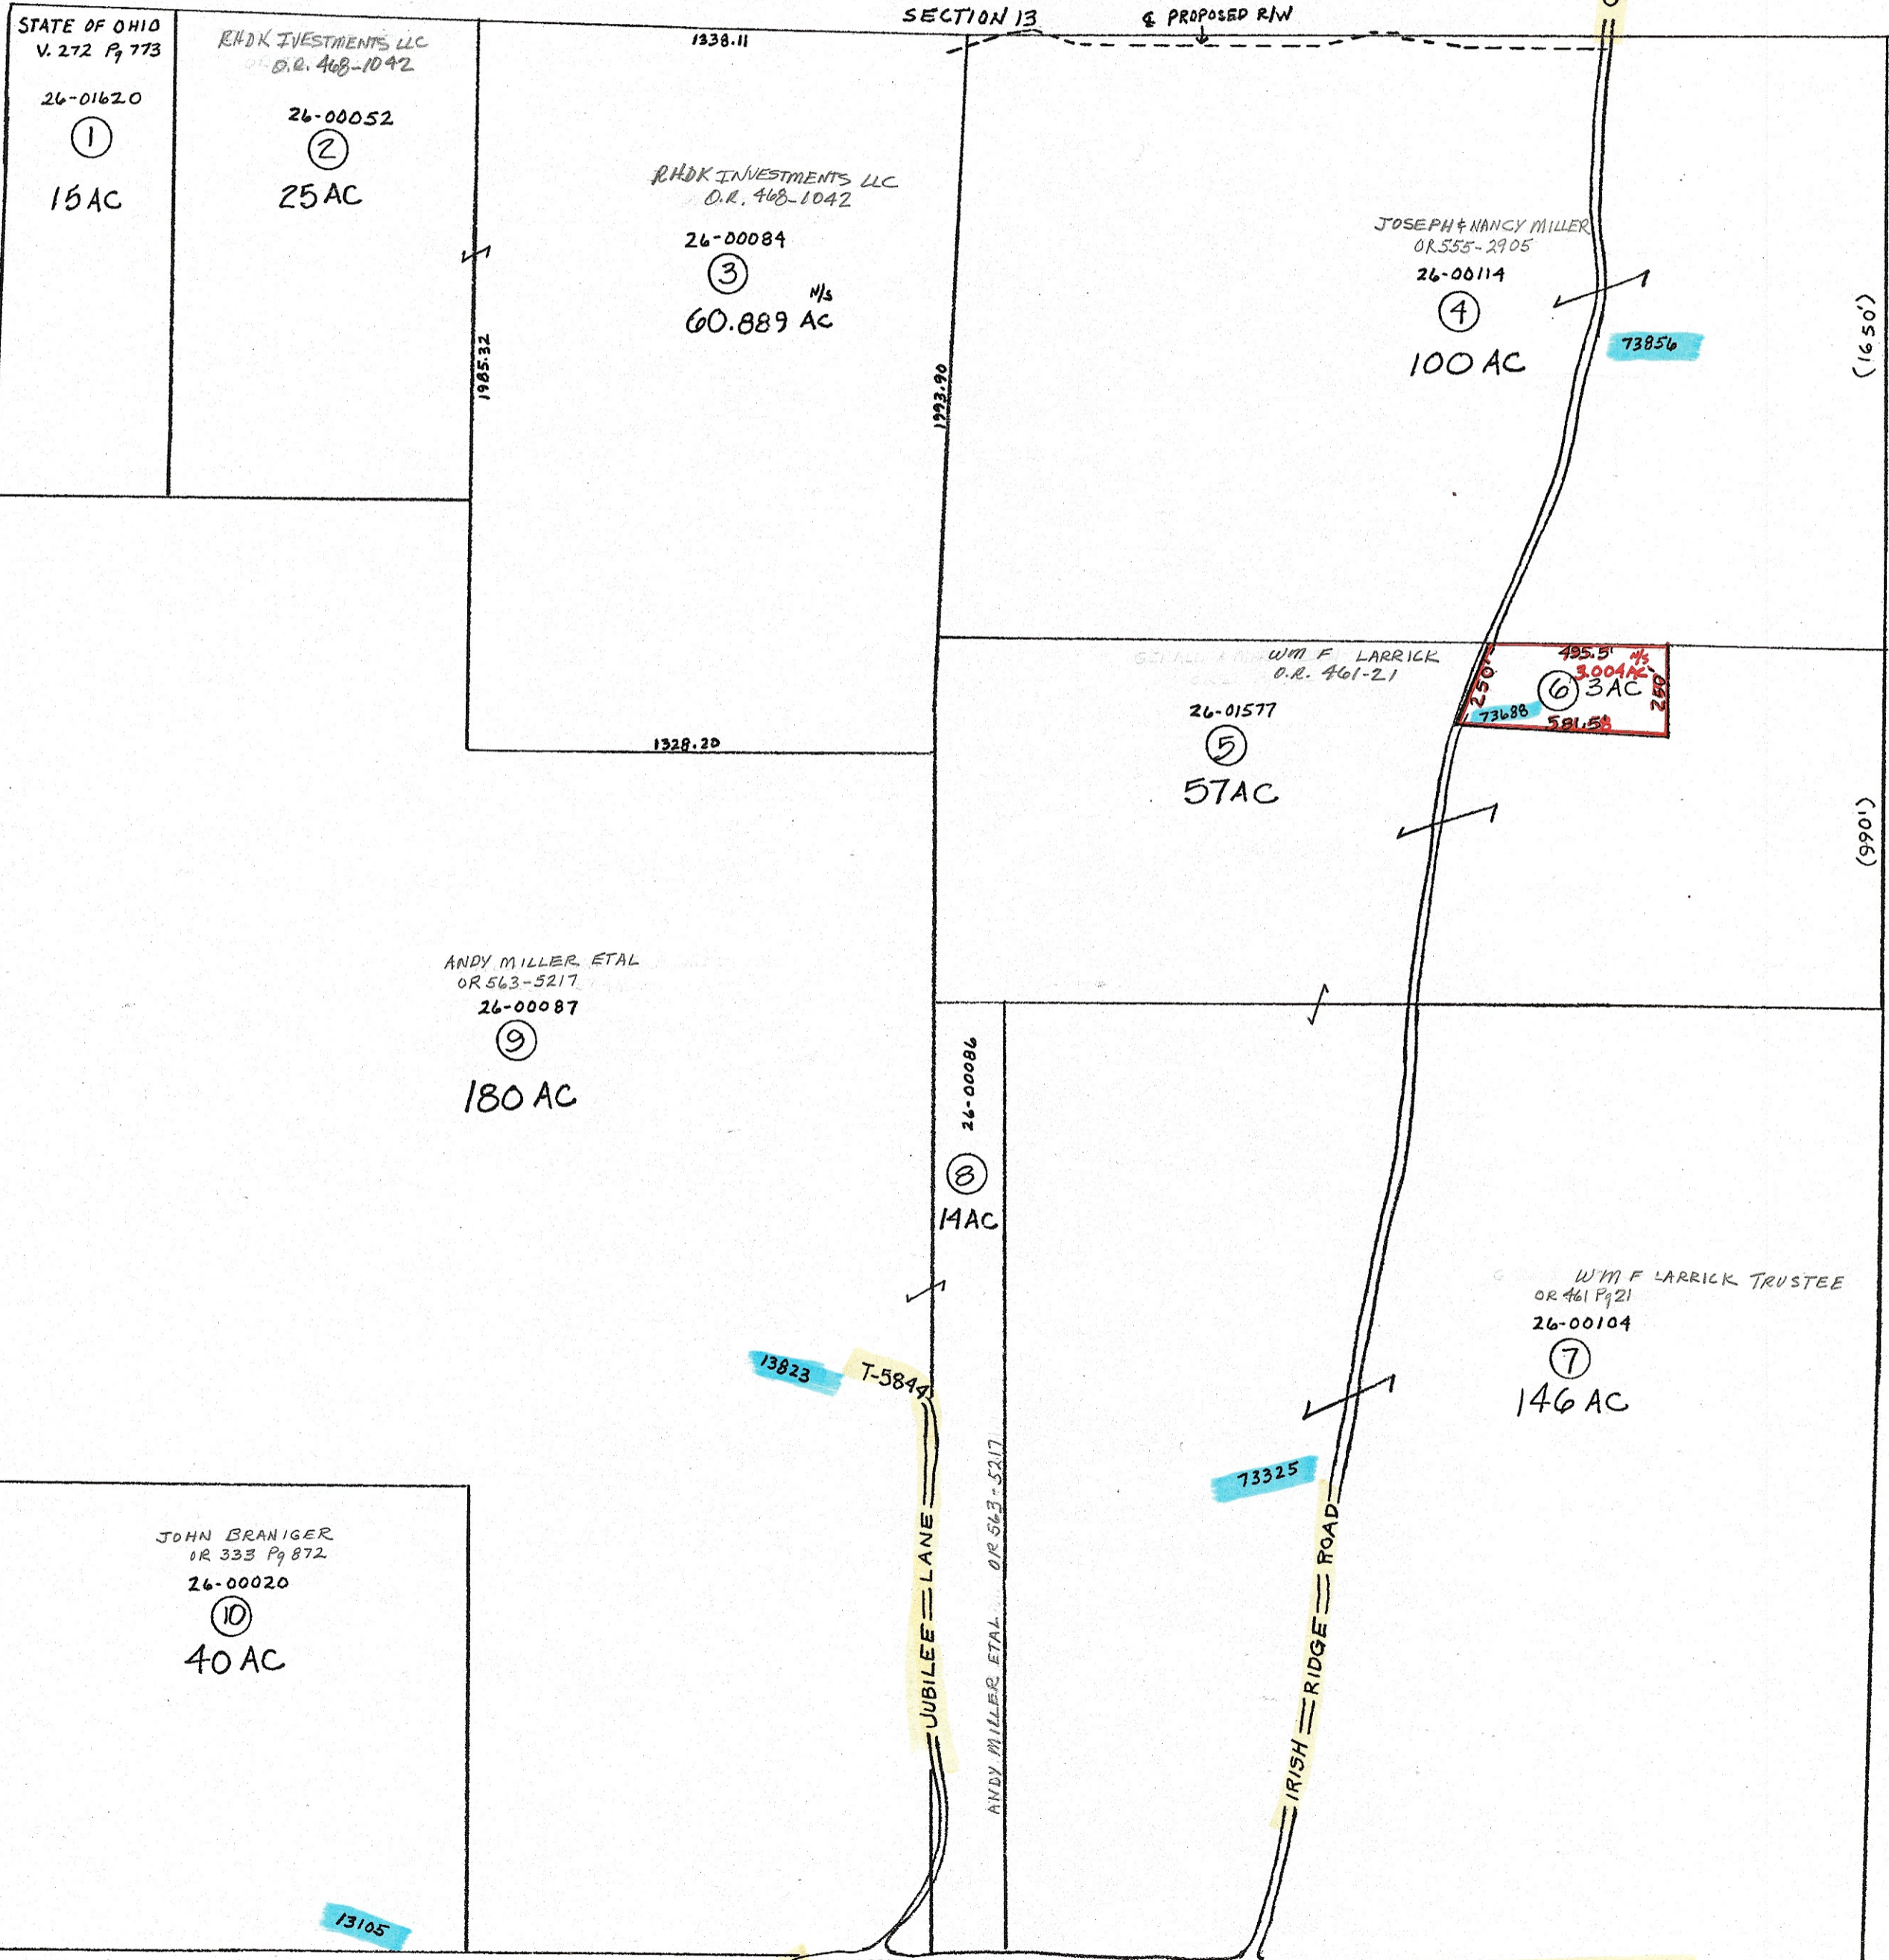 SECTION 13
℄ PROPOSED R/W
STATE OF OHIO
V. 272 Pg 773
26-01620
1
15 AC
RHDK IVESTMENTS LLC
O.R. 468-1042
26-00052
2
25 AC
1338.11
1985.32
RHDK INVESTMENTS LLC
O.R. 468-1042
26-00084
3
N/S
60.889 AC
1993.90
1328.20
JOSEPH & NANCY MILLER
OR 555-2905
26-00114
4
100 AC
73856
(1650')
WM F LARRICK
O.R. 461-21
26-01577
5
57 AC
495.5'
N/S
3.004 AC
6
3 AC
250'
250'
73688
581.58
(990')
ANDY MILLER ETAL
OR 563-5217
26-00087
9
180 AC
26-00086
8
14 AC
ANDY MILLER ETAL OR 563-5217
13823
T-5844
JUBILEE LANE
WM F LARRICK TRUSTEE
OR 461 Pg 21
26-00104
7
146 AC
73325
IRISH RIDGE ROAD
JOHN BRANIGER
OR 333 Pg 872
26-00020
10
40 AC
13105